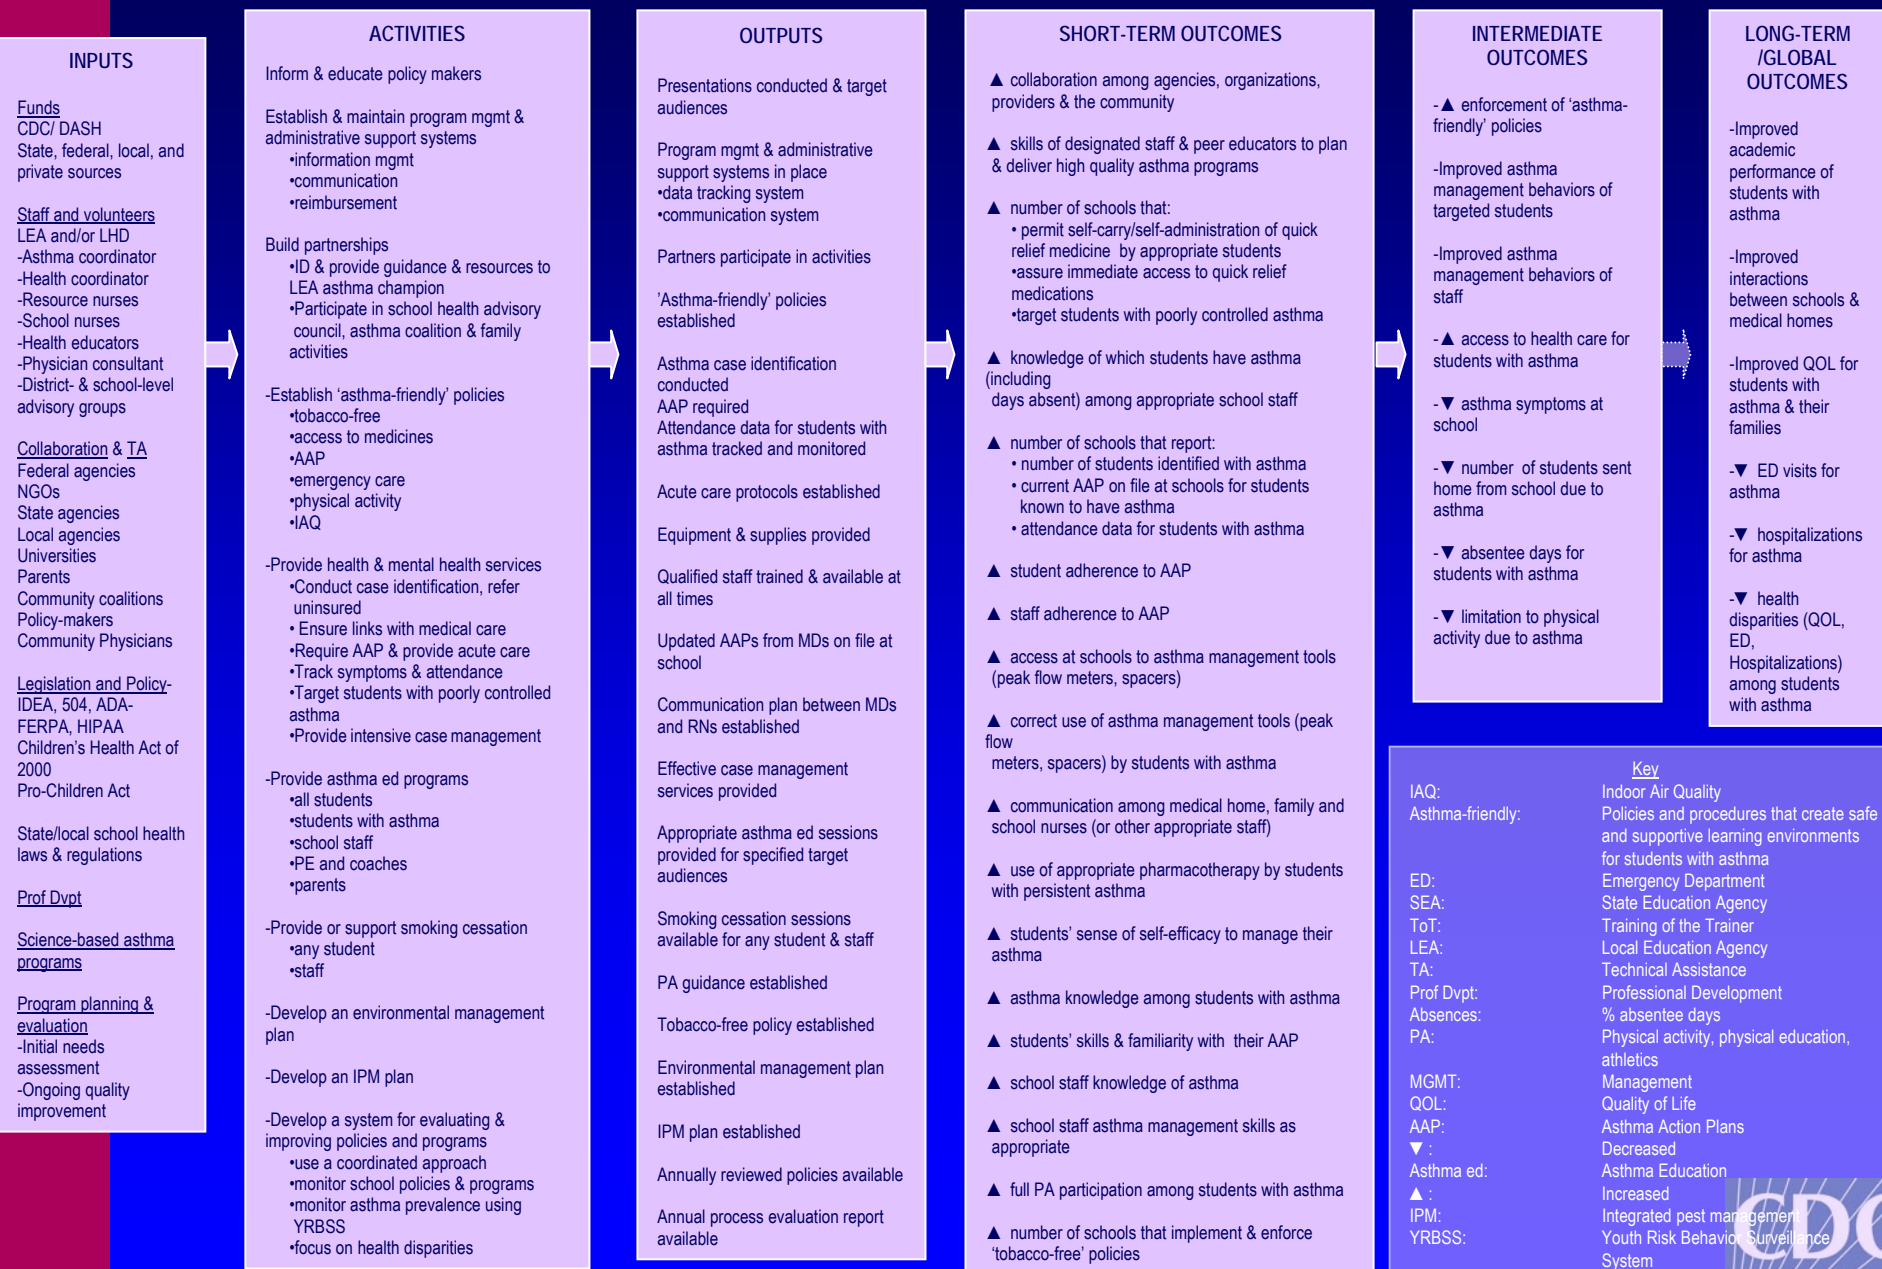 INPUTS
Funds
CDC/ DASH
State, federal, local, and
private sources
Staff and volunteers
LEA and/or LHD
-Asthma coordinator
-Health coordinator
-Resource nurses
-School nurses
-Health educators
-Physician consultant
-District- & school-level
advisory groups
Collaboration & TA
Federal agencies
NGOs
State agencies
Local agencies
Universities
Parents
Community coalitions
Policy-makers
Community Physicians
Legislation and Policy-
IDEA, 504, ADA-
FERPA, HIPAA
Children's Health Act of
2000
Pro-Children Act
State/local school health
laws & regulations
Prof Dvpt
Science-based asthma
programs
Program planning &
evaluation
-Initial needs
assessment
-Ongoing quality
improvement
ACTIVITIES
Inform & educate policy makers
Establish & maintain program mgmt &
administrative support systems
•information mgmt
•communication
•reimbursement
Build partnerships
•ID & provide guidance & resources to
LEA asthma champion
•Participate in school health advisory
council, asthma coalition & family
activities
-Establish 'asthma-friendly' policies
•tobacco-free
•access to medicines
•AAP
•emergency care
•physical activity
•IAQ
-Provide health & mental health services
•Conduct case identification, refer
uninsured
• Ensure links with medical care
•Require AAP & provide acute care
•Track symptoms & attendance
•Target students with poorly controlled
asthma
•Provide intensive case management
-Provide asthma ed programs
•all students
•students with asthma
•school staff
•PE and coaches
•parents
-Provide or support smoking cessation
•any student
•staff
-Develop an environmental management
plan
-Develop an IPM plan
-Develop a system for evaluating &
improving policies and programs
•use a coordinated approach
•monitor school policies & programs
•monitor asthma prevalence using
YRBSS
•focus on health disparities
OUTPUTS
Presentations conducted & target
audiences
Program mgmt & administrative
support systems in place
•data tracking system
•communication system
Partners participate in activities
'Asthma-friendly' policies
established
Asthma case identification
conducted
AAP required
Attendance data for students with
asthma tracked and monitored
Acute care protocols established
Equipment & supplies provided
Qualified staff trained & available at
all times
Updated AAPs from MDs on file at
school
Communication plan between MDs
and RNs established
Effective case management
services provided
Appropriate asthma ed sessions
provided for specified target
audiences
Smoking cessation sessions
available for any student & staff
PA guidance established
Tobacco-free policy established
Environmental management plan
established
IPM plan established
Annually reviewed policies available
Annual process evaluation report
available
SHORT-TERM OUTCOMES
▲ collaboration among agencies, organizations,
providers & the community
▲ skills of designated staff & peer educators to plan
& deliver high quality asthma programs
▲ number of schools that:
• permit self-carry/self-administration of quick
relief medicine by appropriate students
•assure immediate access to quick relief
medications
•target students with poorly controlled asthma
▲ knowledge of which students have asthma
(including
days absent) among appropriate school staff
▲ number of schools that report:
• number of students identified with asthma
• current AAP on file at schools for students
known to have asthma
• attendance data for students with asthma
▲ student adherence to AAP
▲ staff adherence to AAP
▲ access at schools to asthma management tools
(peak flow meters, spacers)
▲ correct use of asthma management tools (peak
flow
meters, spacers) by students with asthma
▲ communication among medical home, family and
school nurses (or other appropriate staff)
▲ use of appropriate pharmacotherapy by students
with persistent asthma
▲ students' sense of self-efficacy to manage their
asthma
▲ asthma knowledge among students with asthma
▲ students' skills & familiarity with their AAP
▲ school staff knowledge of asthma
▲ school staff asthma management skills as
appropriate
▲ full PA participation among students with asthma
▲ number of schools that implement & enforce
'tobacco-free' policies
INTERMEDIATE
OUTCOMES
-▲ enforcement of 'asthma-
friendly' policies
-Improved asthma
management behaviors of
targeted students
-Improved asthma
management behaviors of
staff
-▲ access to health care for
students with asthma
-▼ asthma symptoms at
school
-▼ number of students sent
home from school due to
asthma
-▼ absentee days for
students with asthma
-▼ limitation to physical
activity due to asthma
LONG-TERM
/GLOBAL
OUTCOMES
-Improved
academic
performance of
students with
asthma
-Improved
interactions
between schools &
medical homes
-Improved QOL for
students with
asthma & their
families
-▼ ED visits for
asthma
-▼ hospitalizations
for asthma
-▼ health
disparities (QOL,
ED,
Hospitalizations)
among students
with asthma
Key
IAQ: Indoor Air Quality
Asthma-friendly: Policies and procedures that create safe
and supportive learning environments
for students with asthma
ED: Emergency Department
SEA: State Education Agency
ToT: Training of the Trainer
LEA: Local Education Agency
TA: Technical Assistance
Prof Dvpt: Professional Development
Absences: % absentee days
PA: Physical activity, physical education,
athletics
MGMT: Management
QOL: Quality of Life
AAP: Asthma Action Plans
▼ : Decreased
Asthma ed: Asthma Education
▲ : Increased
IPM: Integrated pest management
YRBSS: Youth Risk Behavior Surveillance
System
CDC